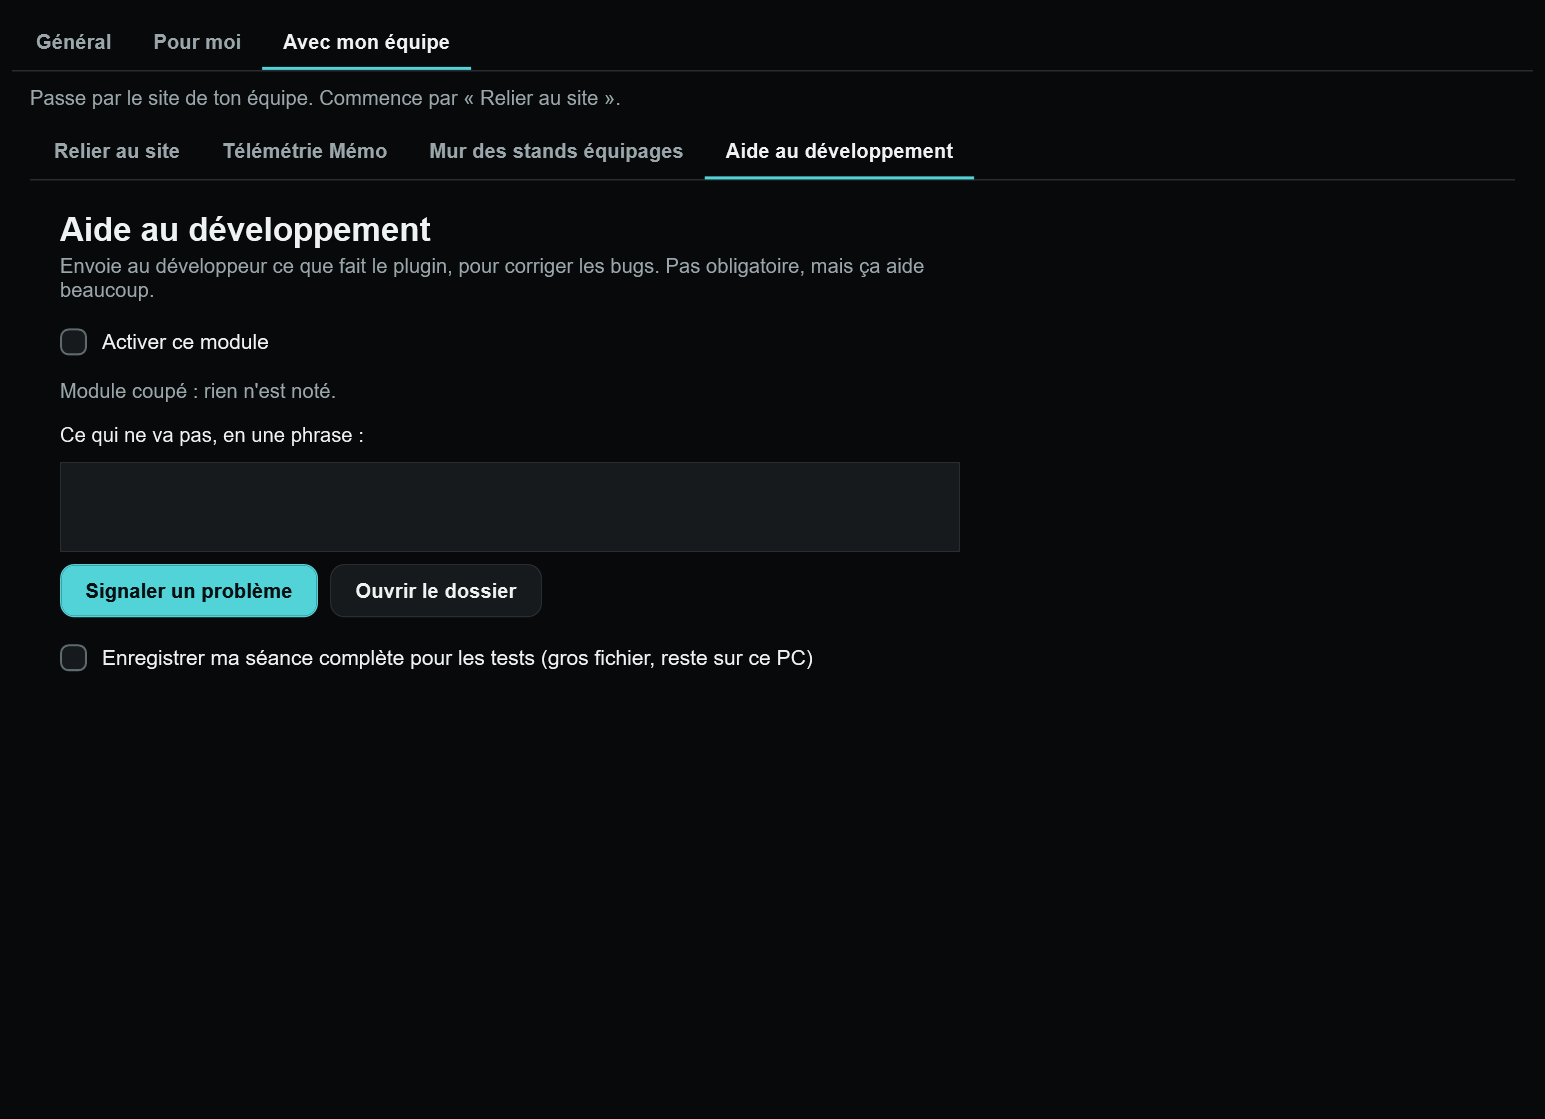 Général Pour moi Avec mon équipe
Passe par le site de ton équipe. Commence par « Relier au site ».
Relier au site Télémétrie Mémo Mur des stands équipages Aide au développement
Aide au développement
Envoie au développeur ce que fait le plugin, pour corriger les bugs. Pas obligatoire, mais ça aide
beaucoup.
Activer ce module
Module coupé : rien n'est noté.
Ce qui ne va pas, en une phrase :
Signaler un problème Ouvrir le dossier
Enregistrer ma séance complète pour les tests (gros fichier, reste sur ce PC)